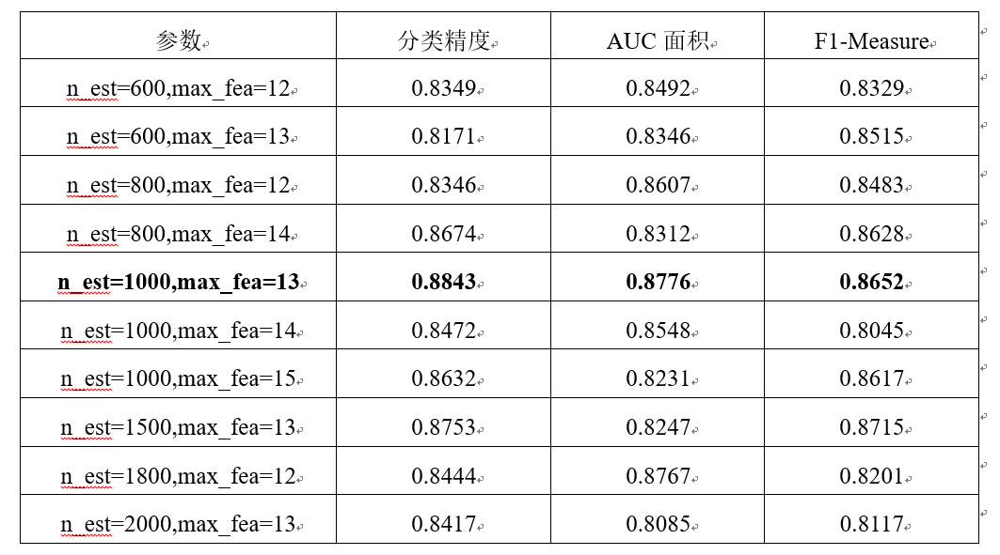 参数 分类精度 AUC 面积 F1-Measure
n_est=600,max_fea=12 0.8349 0.8492 0.8329
n_est=600,max_fea=13 0.8171 0.8346 0.8515
n_est=800,max_fea=12 0.8346 0.8607 0.8483
n_est=800,max_fea=14 0.8674 0.8312 0.8628
n_est=1000,max_fea=13 0.8843 0.8776 0.8652
n_est=1000,max_fea=14 0.8472 0.8548 0.8045
n_est=1000,max_fea=15 0.8632 0.8231 0.8617
n_est=1500,max_fea=13 0.8753 0.8247 0.8715
n_est=1800,max_fea=12 0.8444 0.8767 0.8201
n_est=2000,max_fea=13 0.8417 0.8085 0.8117